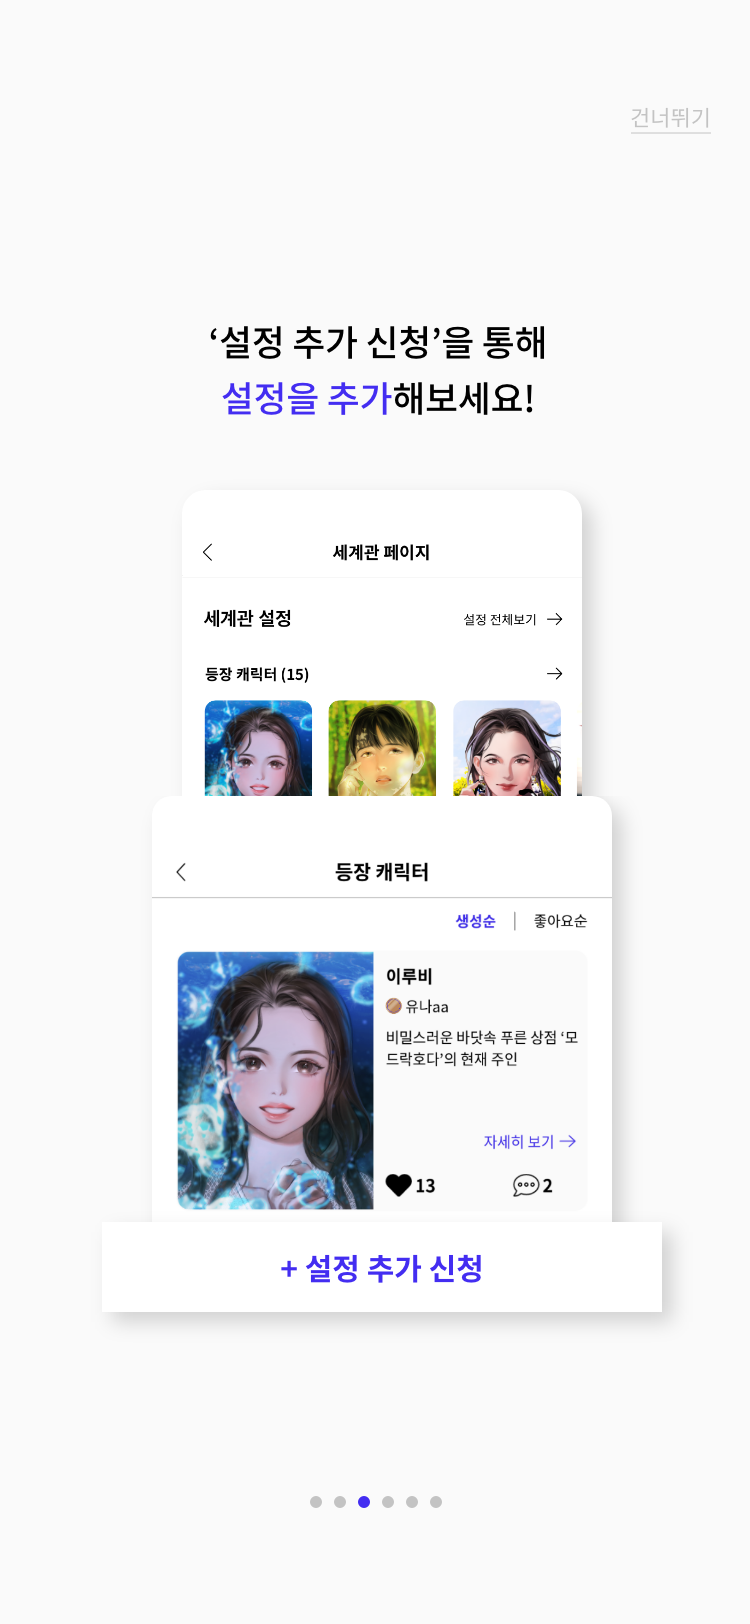 건너뛰기
‘설정 추가 신청’을 통해
설정을 추가해보세요!
세계관 페이지
세계관 설정
설정 전체보기
등장 캐릭터 (15)
등장 캐릭터
생성순 | 좋아요순
이루비
유나aa
비밀스러운 바닷속 푸른 상점 ‘모
드락호다’의 현재 주인
자세히 보기
13
2
+ 설정 추가 신청